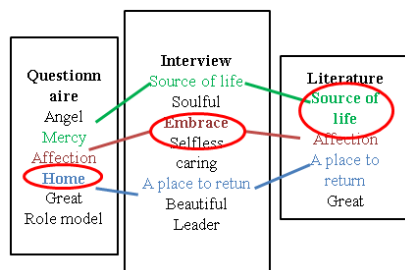 Questionn
aire
Angel
Mercy
Affection
Home
Great
Role model
Interview
Source of life
Soulful
Embrace
Selfless
caring
A place to retun
Beautiful
Leader
Literature
Source of
life
Affection
A place to
return
Great